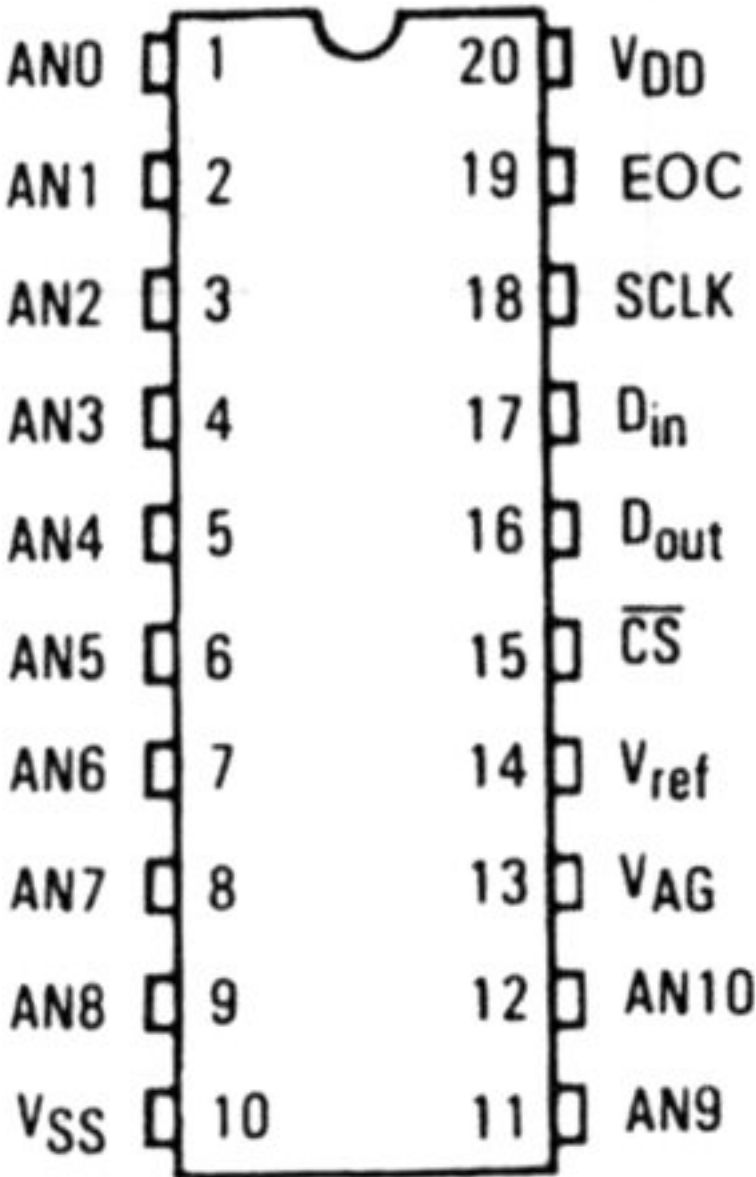 AN0 1 20 VDD
AN1 2 19 EOC
AN2 3 18 SCLK
AN3 4 17 Din
AN4 5 16 Dout
AN5 6 15 C̅S̅
AN6 7 14 Vref
AN7 8 13 VAG
AN8 9 12 AN10
VSS 10 11 AN9